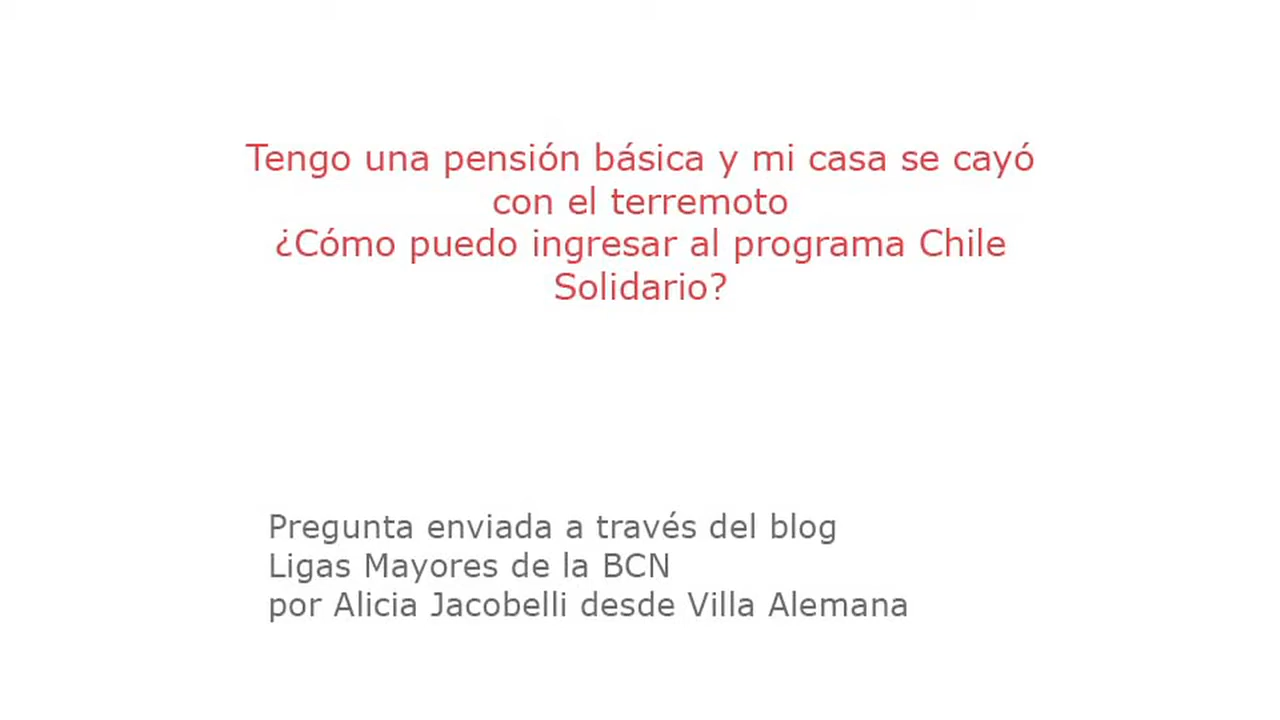 Tengo una pensión básica y mi casa se cayó
con el terremoto
¿Cómo puedo ingresar al programa Chile
Solidario?
Pregunta enviada a través del blog
Ligas Mayores de la BCN
por Alicia Jacobelli desde Villa Alemana